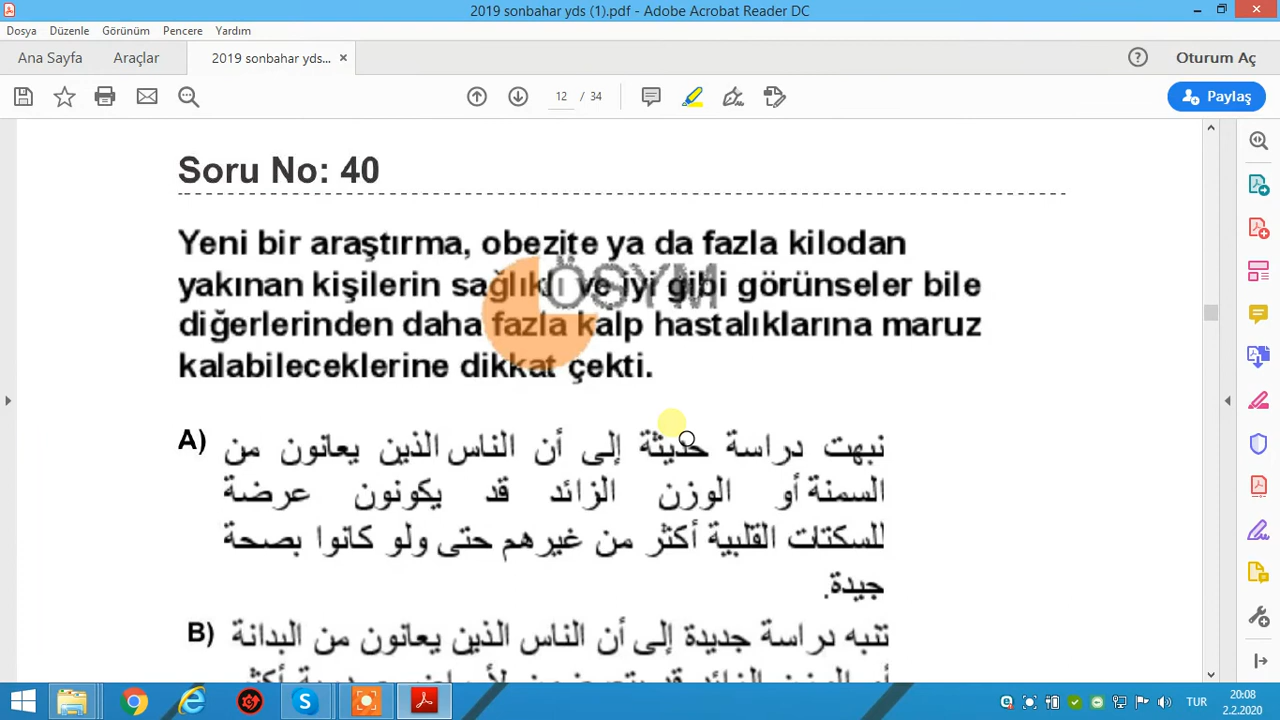 2019 sonbahar yds (1).pdf - Adobe Acrobat Reader DC
Dosya Düzenle Görünüm Pencere Yardım
Ana Sayfa Araçlar 2019 sonbahar yds... × ? Oturum Aç
12 / 34 Paylaş
Soru No: 40
Yeni bir araştırma, obezite ya da fazla kilodan
yakınan kişilerin sağlıklı ve iyi gibi görünseler bile
diğerlerinden daha fazla kalp hastalıklarına maruz
kalabileceklerine dikkat çekti.
ÖSYM
A) نبهت دراسة حديثة إلى أن الناس الذين يعانون من
السمنة أو الوزن الزائد قد يكونون عرضة
للسكتات القلبية أكثر من غيرهم حتى ولو كانوا بصحة
جيدة.
B) تنبه دراسة جديدة إلى أن الناس الذين يعانون من البدانة
TUR 20:08
2.2.2020